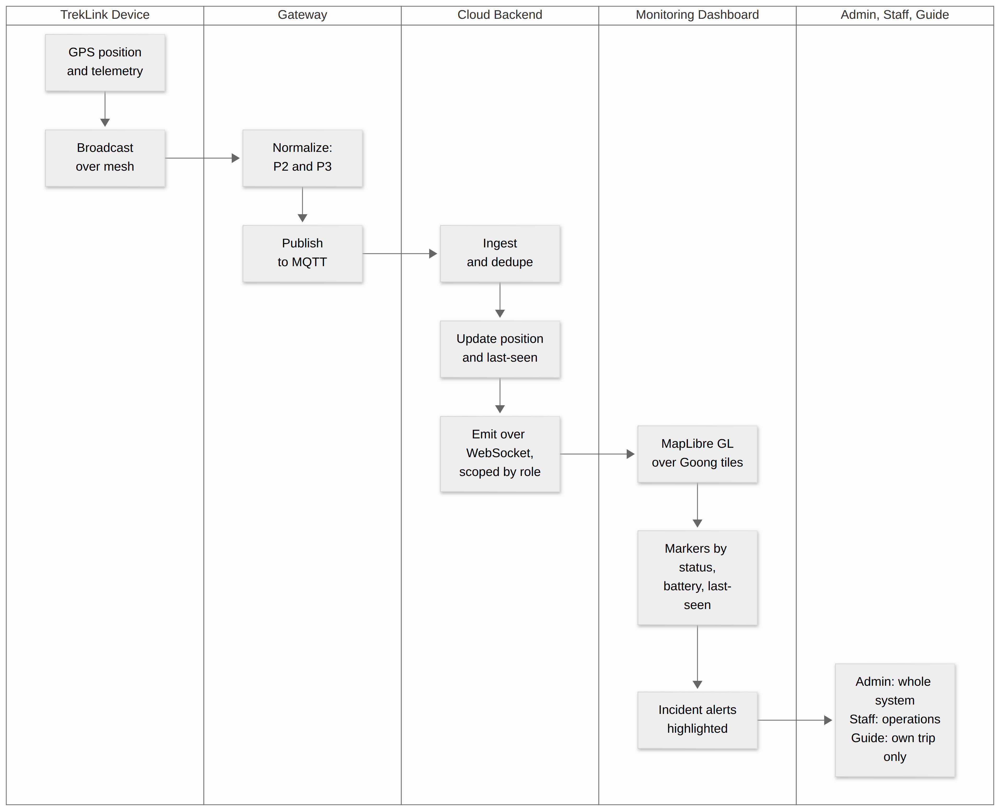 TrekLink Device
Gateway
Cloud Backend
Monitoring Dashboard
Admin, Staff, Guide
GPS position
and telemetry
Broadcast
over mesh
Normalize:
P2 and P3
Publish
to MQTT
Ingest
and dedupe
Update position
and last-seen
Emit over
WebSocket,
scoped by role
MapLibre GL
over Goong tiles
Markers by
status,
battery, last-
seen
Incident alerts
highlighted
Admin: whole
system
Staff: operations
Guide: own trip
only